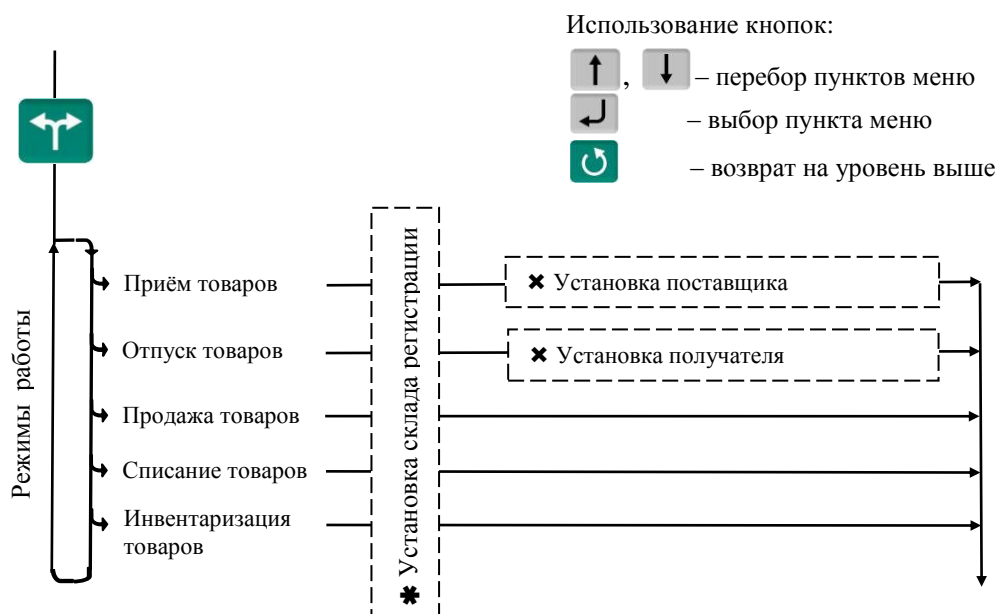 Использование кнопок:
, – перебор пунктов меню
– выбор пункта меню
– возврат на уровень выше
Режимы работы
Приём товаров
Отпуск товаров
Продажа товаров
Списание товаров
Инвентаризация
товаров
✱ Установка склада регистрации
✖ Установка поставщика
✖ Установка получателя